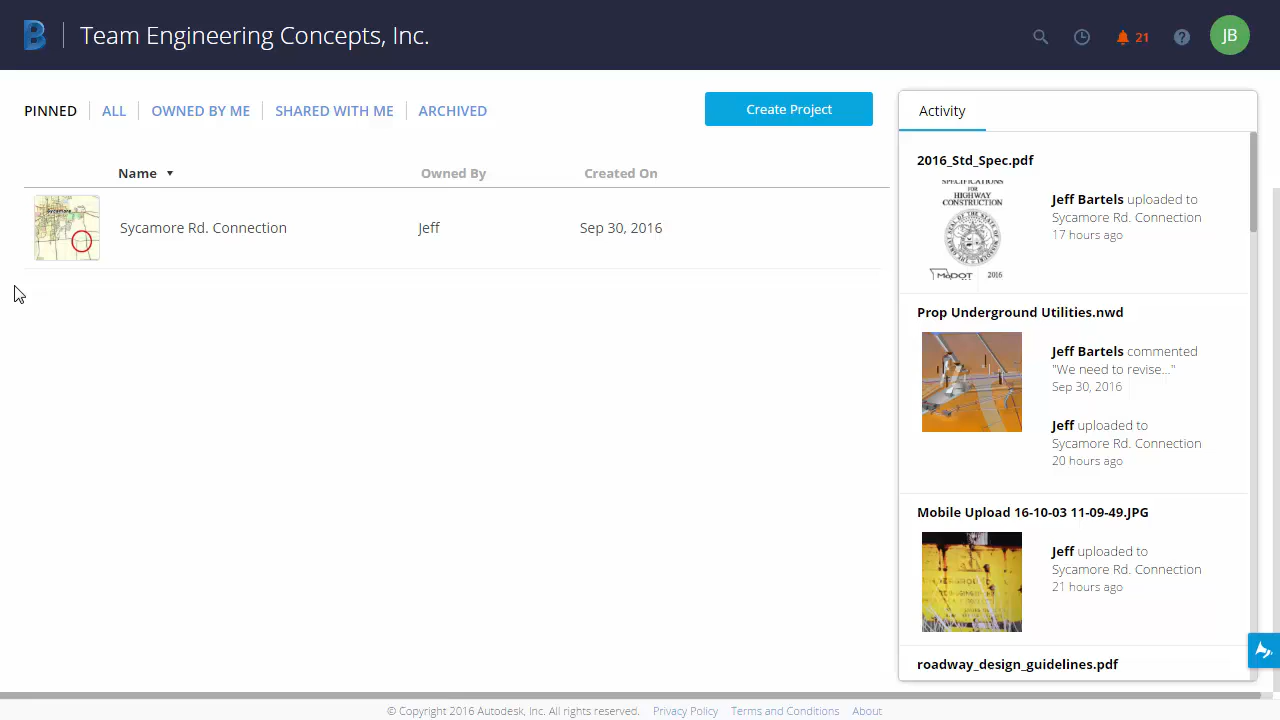 Team Engineering Concepts, Inc.
21
JB
PINNED
ALL
OWNED BY ME
SHARED WITH ME
ARCHIVED
Create Project
Name
Owned By
Created On
Sycamore
Sycamore Rd. Connection
Jeff
Sep 30, 2016
Activity
2016_Std_Spec.pdf
SPECIFICATIONS
FOR
HIGHWAY
CONSTRUCTION
MoDOT
2016
Jeff Bartels uploaded to
Sycamore Rd. Connection
17 hours ago
Prop Underground Utilities.nwd
Jeff Bartels commented
"We need to revise..."
Sep 30, 2016
Jeff uploaded to
Sycamore Rd. Connection
20 hours ago
Mobile Upload 16-10-03 11-09-49.JPG
Jeff uploaded to
Sycamore Rd. Connection
21 hours ago
roadway_design_guidelines.pdf
© Copyright 2016 Autodesk, Inc. All rights reserved.
Privacy Policy
Terms and Conditions
About